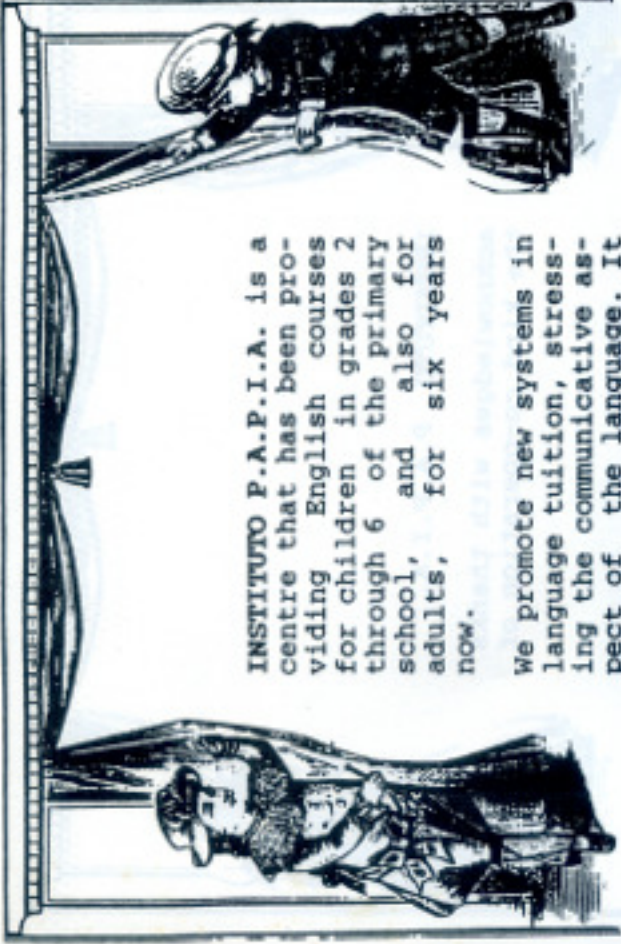 INSTITUTO P.A.P.I.A. is a
centre that has been pro-
viding English courses
for children in grades 2
through 6 of the primary
school, and also for
adults, for six years
now.
We promote new systems in
language tuition, stress-
ing the communicative as-
pect of the language. It